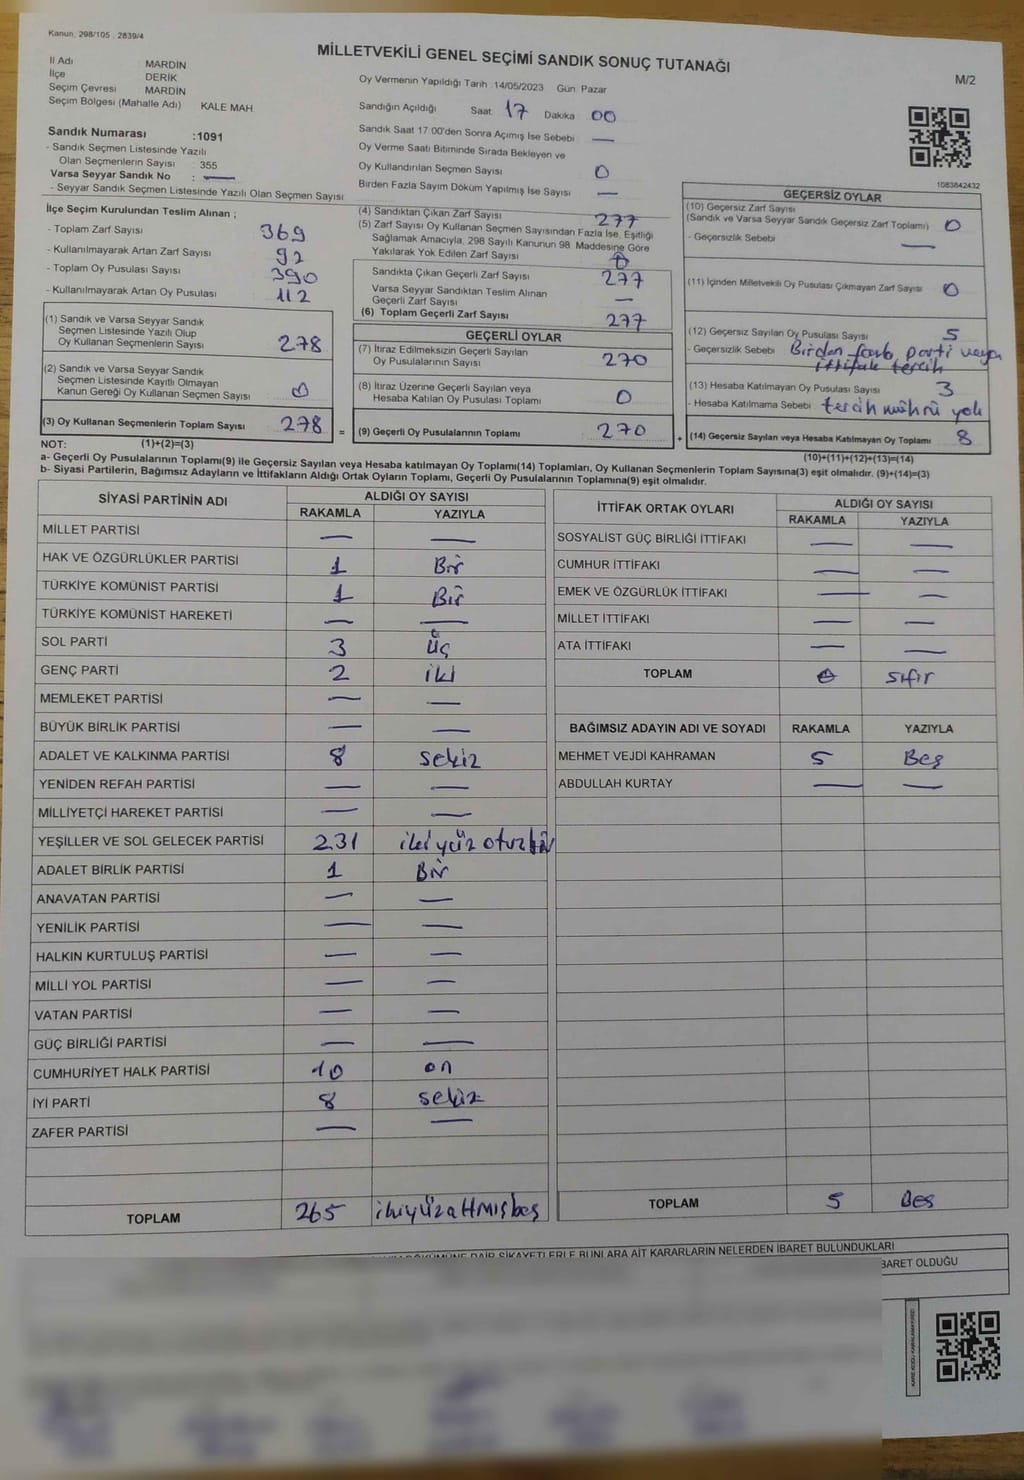 Kanun, 298/105 , 2839/4
MİLLETVEKİLİ GENEL SEÇİMİ SANDIK SONUÇ TUTANAĞI
M/2
İl Adı MARDİN
İlçe DERİK
Seçim Çevresi MARDİN
Seçim Bölgesi (Mahalle Adı) KALE MAH
Sandık Numarası :1091
- Sandık Seçmen Listesinde Yazılı
Olan Seçmenlerin Sayısı : 355
Varsa Seyyar Sandık No : —
- Seyyar Sandık Seçmen Listesinde Yazılı Olan Seçmen Sayısı
Oy Vermenin Yapıldığı Tarih :14/05/2023 Gün: Pazar
Sandığın Açıldığı Saat 17 Dakika 00
Sandık Saat 17:00'den Sonra Açımış İse Sebebi —
Oy Verme Saati Bitiminde Sırada Bekleyen ve
Oy Kullandırılan Seçmen Sayısı 0
Birden Fazla Sayım Döküm Yapılmış İse Sayısı —
1083842432
İlçe Seçim Kurulundan Teslim Alınan ;
- Toplam Zarf Sayısı 369
- Kullanılmayarak Artan Zarf Sayısı 92
- Toplam Oy Pusulası Sayısı 390
- Kullanılmayarak Artan Oy Pusulası 112
(1) Sandık ve Varsa Seyyar Sandık
Seçmen Listesinde Yazılı Olup
Oy Kullanan Seçmenlerin Sayısı 278
(2) Sandık ve Varsa Seyyar Sandık
Seçmen Listesinde Kayıtlı Olmayan
Kanun Gereği Oy Kullanan Seçmen Sayısı 0
(3) Oy Kullanan Seçmenlerin Toplam Sayısı 278 =
(4) Sandıktan Çıkan Zarf Sayısı 277
(5) Zarf Sayısı Oy Kullanan Seçmen Sayısından Fazla İse, Eşitliği
Sağlamak Amacıyla, 298 Sayılı Kanunun 98. Maddesine Göre
Yakılarak Yok Edilen Zarf Sayısı 0
Sandıkta Çıkan Geçerli Zarf Sayısı 277
Varsa Seyyar Sandıktan Teslim Alınan
Geçerli Zarf Sayısı —
(6) Toplam Geçerli Zarf Sayısı 277
GEÇERLİ OYLAR
(7) İtiraz Edilmeksizin Geçerli Sayılan
Oy Pusulalarının Sayısı 270
(8) İtiraz Üzerine Geçerli Sayılan veya
Hesaba Katılan Oy Pusulası Toplamı 0
(9) Geçerli Oy Pusulalarının Toplamı 270 +
GEÇERSİZ OYLAR
(10) Geçersiz Zarf Sayısı
(Sandık ve Varsa Seyyar Sandık Geçersiz Zarf Toplamı) 0
- Geçersizlik Sebebi —
(11) İçinden Milletvekili Oy Pusulası Çıkmayan Zarf Sayısı 0
(12) Geçersiz Sayılan Oy Pusulası Sayısı 5
- Geçersizlik Sebebi Birden fazla parti veya
ittifak tercih
(13) Hesaba Katılmayan Oy Pusulası Sayısı 3
- Hesaba Katılmama Sebebi tercih mührü yok
(14) Geçersiz Sayılan veya Hesaba Katılmayan Oy Toplamı 8
NOT: (1)+(2)=(3) (10)+(11)+(12)+(13)=(14)
a- Geçerli Oy Pusulalarının Toplamı(9) ile Geçersiz Sayılan veya Hesaba katılmayan Oy Toplamı(14) Toplamları, Oy Kullanan Seçmenlerin Toplam Sayısına(3) eşit olmalıdır. (9)+(14)=(3)
b- Siyasi Partilerin, Bağımsız Adayların ve İttifakların Aldığı Ortak Oyların Toplamı, Geçerli Oy Pusulalarının Toplamına(9) eşit olmalıdır.
SİYASİ PARTİNİN ADI ALDIĞI OY SAYISI
RAKAMLA YAZIYLA
MİLLET PARTİSİ — —
HAK VE ÖZGÜRLÜKLER PARTİSİ 1 Bir
TÜRKİYE KOMÜNİST PARTİSİ 1 Bir
TÜRKİYE KOMÜNİST HAREKETİ — —
SOL PARTİ 3 üç
GENÇ PARTİ 2 iki
MEMLEKET PARTİSİ — —
BÜYÜK BİRLİK PARTİSİ — —
ADALET VE KALKINMA PARTİSİ 8 sekiz
YENİDEN REFAH PARTİSİ — —
MİLLİYETÇİ HAREKET PARTİSİ — —
YEŞİLLER VE SOL GELECEK PARTİSİ 231 ikiyüz otuzbir
ADALET BİRLİK PARTİSİ 1 Bir
ANAVATAN PARTİSİ — —
YENİLİK PARTİSİ — —
HALKIN KURTULUŞ PARTİSİ — —
MİLLİ YOL PARTİSİ — —
VATAN PARTİSİ — —
GÜÇ BİRLİĞİ PARTİSİ — —
CUMHURİYET HALK PARTİSİ 10 on
İYİ PARTİ 8 sekiz
ZAFER PARTİSİ — —
TOPLAM 265 ikiyüzaltmışbeş
İTTİFAK ORTAK OYLARI ALDIĞI OY SAYISI
RAKAMLA YAZIYLA
SOSYALİST GÜÇ BİRLİĞİ İTTİFAKI — —
CUMHUR İTTİFAKI — —
EMEK VE ÖZGÜRLÜK İTTİFAKI — —
MİLLET İTTİFAKI — —
ATA İTTİFAKI — —
TOPLAM 0 sıfır
BAĞIMSIZ ADAYIN ADI VE SOYADI RAKAMLA YAZIYLA
MEHMET VEJDİ KAHRAMAN 5 Beş
ABDULLAH KURTAY — —
TOPLAM 5 Beş
DÖKÜMÜNE DAİR ŞİKAYETLERLE BUNLARA AİT KARARLARIN NELERDEN İBARET BULUNDUKLARI
BARET OLDUĞU